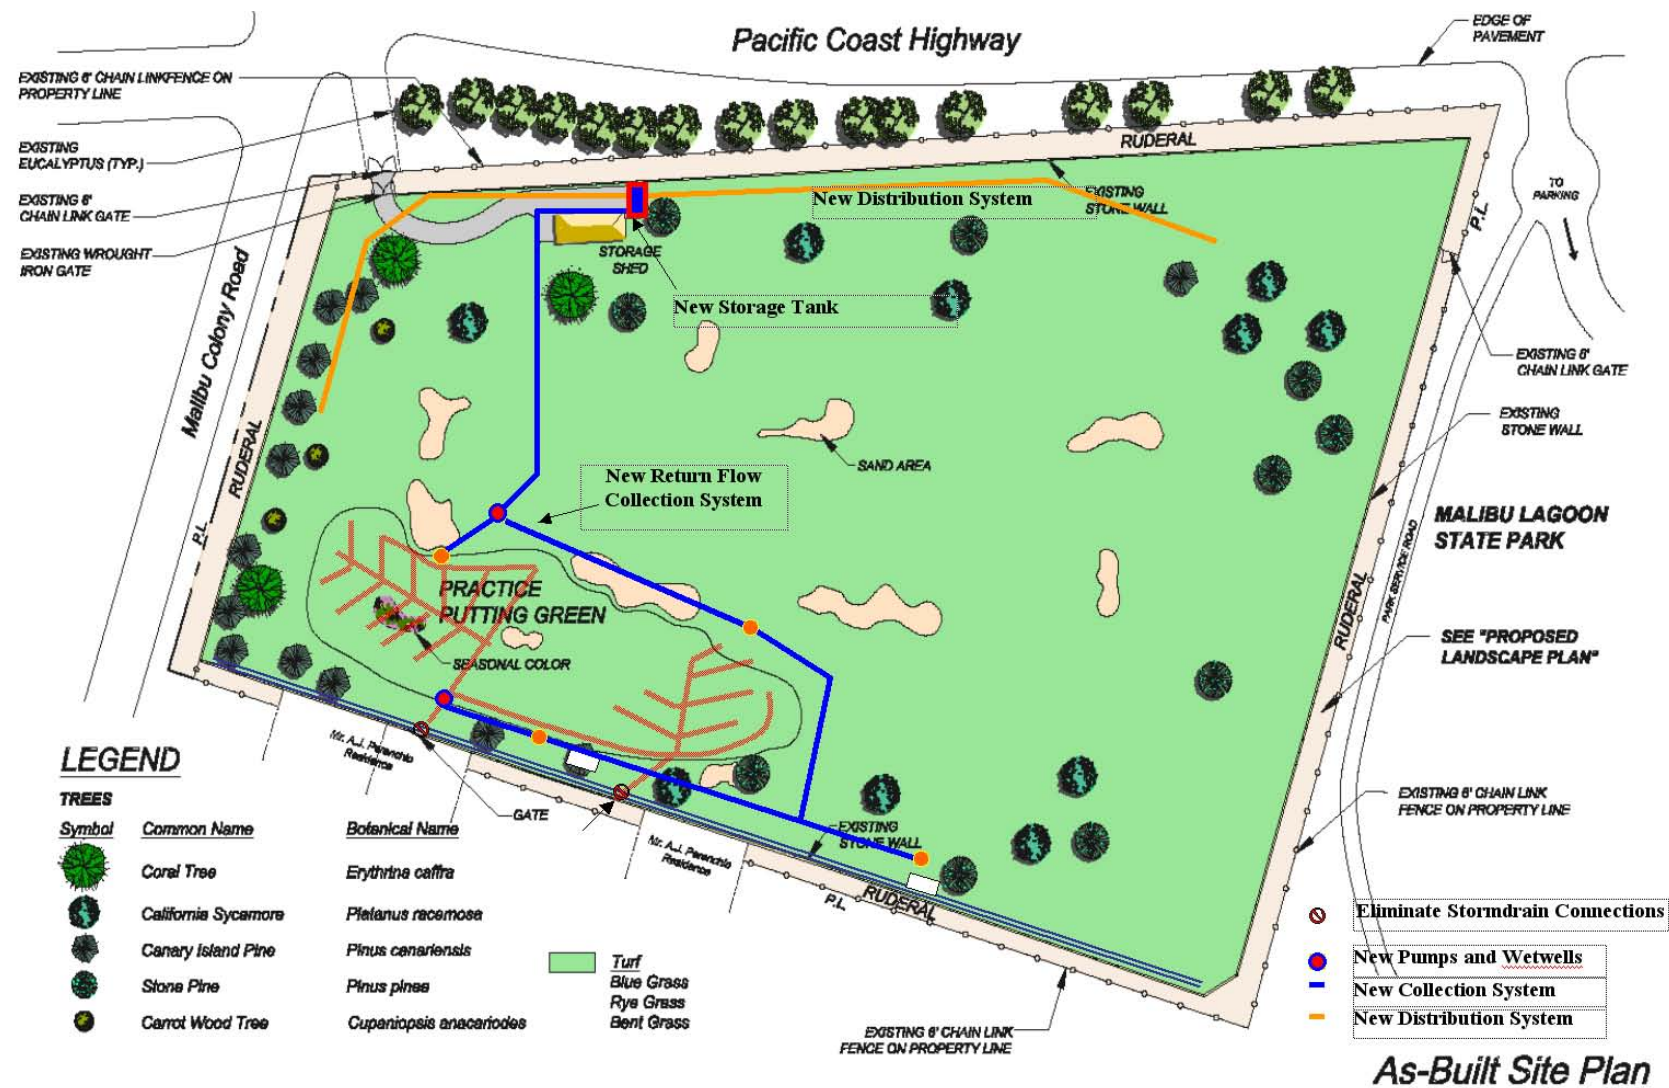 Pacific Coast Highway
EDGE OF
PAVEMENT
EXISTING 6' CHAIN LINKFENCE ON
PROPERTY LINE
EXISTING
EUCALYPTUS (TYP.)
EXISTING 6'
CHAIN LINK GATE
EXISTING WROUGHT
IRON GATE
Malibu Colony Road
RUDERAL
P.L.
RUDERAL
New Distribution System
EXISTING
STONE WALL
TO
PARKING
P.L.
STORAGE
SHED
New Storage Tank
EXISTING 6'
CHAIN LINK GATE
EXISTING
STONE WALL
SAND AREA
New Return Flow
Collection System
MALIBU LAGOON
STATE PARK
PARK SERVICE ROAD
RUDERAL
PRACTICE
PUTTING GREEN
SEASONAL COLOR
SEE "PROPOSED
LANDSCAPE PLAN"
Mr. A.J. Perenchio
Residence
GATE
Mr. A.J. Perenchio
Residence
EXISTING
STONE WALL
P.L.
RUDERAL
EXISTING 6' CHAIN LINK
FENCE ON PROPERTY LINE
LEGEND
TREES
Symbol Common Name Botanical Name
Coral Tree Erythrina caffra
California Sycamore Platanus racemosa
Canary Island Pine Pinus canariensis
Stone Pine Pinus pinea
Carrot Wood Tree Cupaniopsis anacariodes
Turf
Blue Grass
Rye Grass
Bent Grass
EXISTING 6' CHAIN LINK
FENCE ON PROPERTY LINE
Eliminate Stormdrain Connections
New Pumps and Wetwells
New Collection System
New Distribution System
As-Built Site Plan